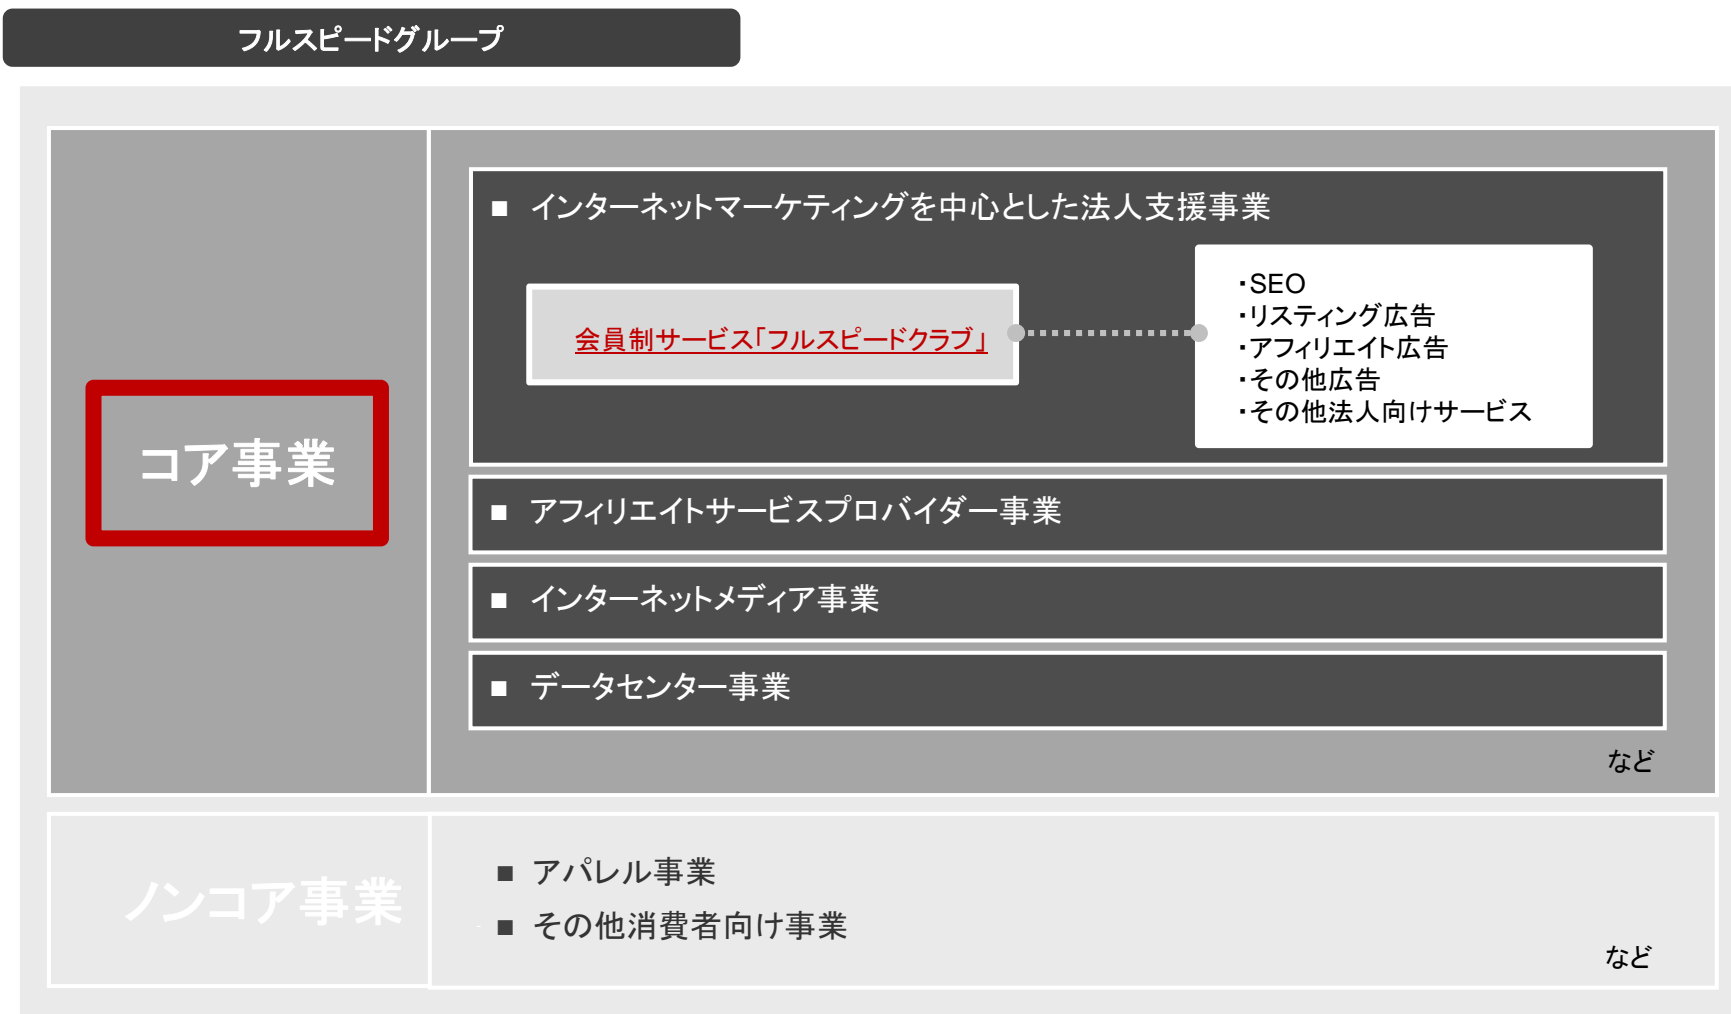 フルスピードグループ
コア事業
■ インターネットマーケティングを中心とした法人支援事業
会員制サービス「フルスピードクラブ」
・SEO
・リスティング広告
・アフィリエイト広告
・その他広告
・その他法人向けサービス
■ アフィリエイトサービスプロバイダー事業
■ インターネットメディア事業
■ データセンター事業
など
ノンコア事業
■ アパレル事業
■ その他消費者向け事業
など